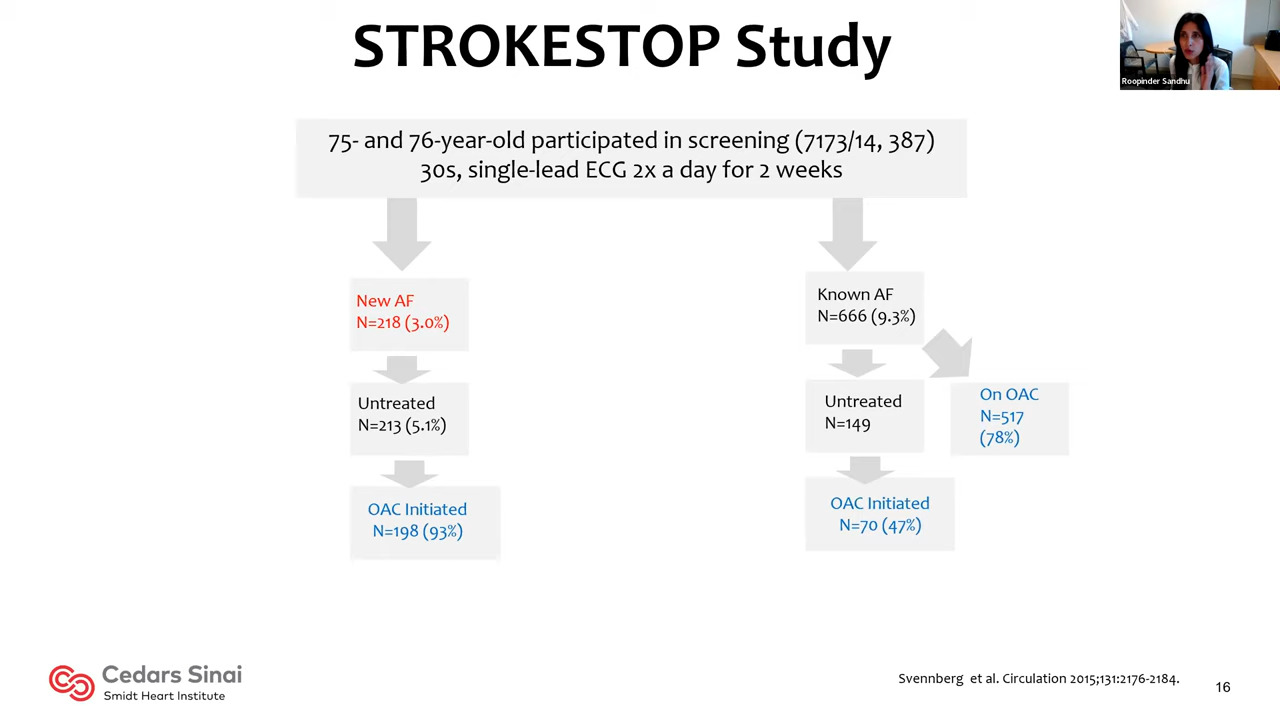 STROKESTOP Study
Roopinder Sandhu
75- and 76-year-old participated in screening (7173/14, 387)
30s, single-lead ECG 2x a day for 2 weeks
New AF
N=218 (3.0%)
Untreated
N=213 (5.1%)
OAC Initiated
N=198 (93%)
Known AF
N=666 (9.3%)
Untreated
N=149
On OAC
N=517
(78%)
OAC Initiated
N=70 (47%)
Cedars Sinai
Smidt Heart Institute
Svennberg et al. Circulation 2015;131:2176-2184.
16